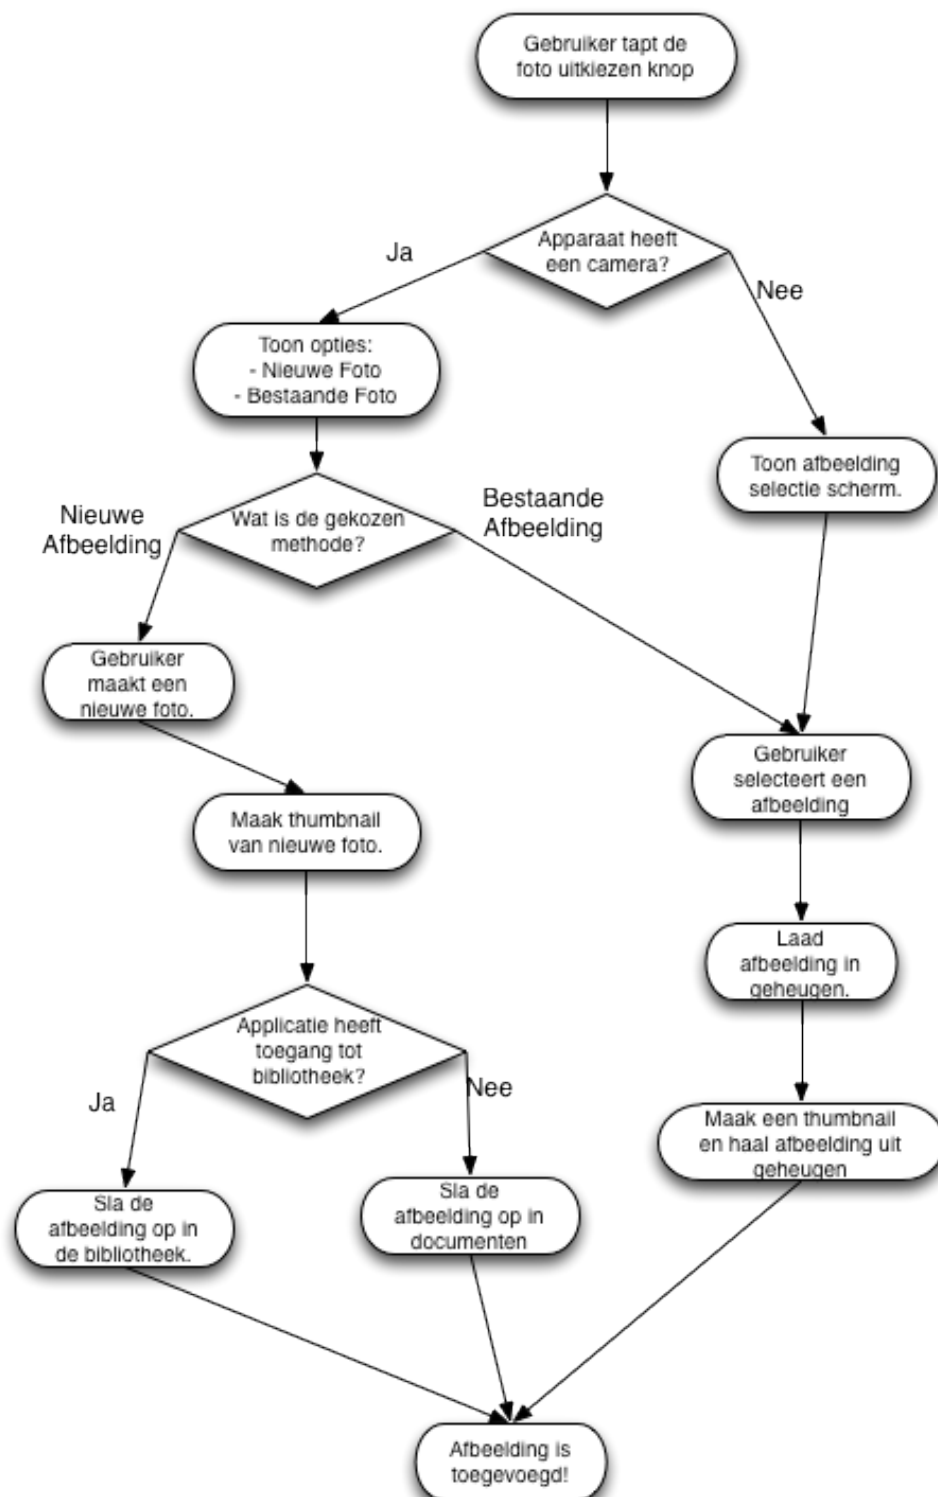 Gebruiker tapt de
foto uitkiezen knop
Apparaat heeft
een camera?
Ja
Nee
Toon opties:
- Nieuwe Foto
- Bestaande Foto
Toon afbeelding
selectie scherm.
Wat is de gekozen
methode?
Nieuwe
Afbeelding
Bestaande
Afbeelding
Gebruiker
maakt een
nieuwe foto.
Gebruiker
selecteert een
afbeelding
Maak thumbnail
van nieuwe foto.
Laad
afbeelding in
geheugen.
Applicatie heeft
toegang tot
bibliotheek?
Ja
Nee
Maak een thumbnail
en haal afbeelding uit
geheugen
Sla de
afbeelding op in
de bibliotheek.
Sla de
afbeelding op in
documenten
Afbeelding is
toegevoegd!